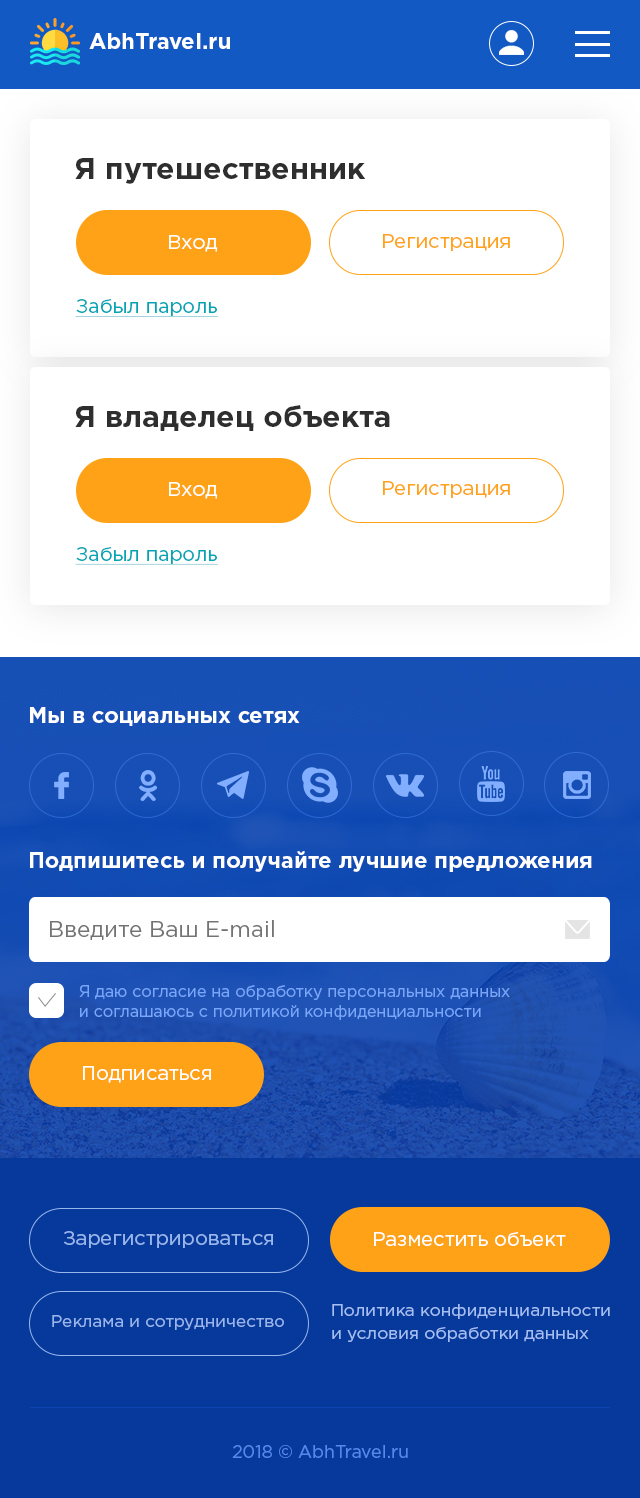 AbhTravel.ru
Я путешественник
Вход
Регистрация
Забыл пароль
Я владелец объекта
Вход
Регистрация
Забыл пароль
Мы в социальных сетях
You Tube
Подпишитесь и получайте лучшие предложения
Введите Ваш E-mail
Я даю согласие на обработку персональных данных
и соглашаюсь с политикой конфиденциальности
Подписаться
Зарегистрироваться
Разместить объект
Реклама и сотрудничество
Политика конфиденциальности
и условия обработки данных
2018 © AbhTravel.ru